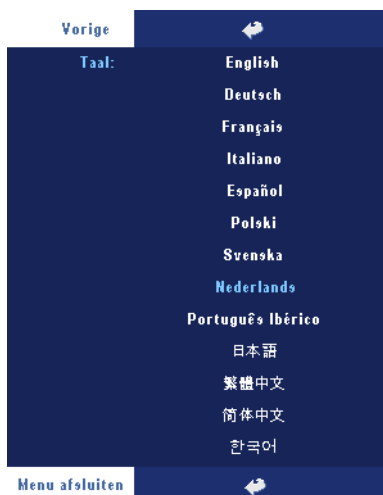 Vorige
Taal: English
Deutsch
Français
Italiano
Español
Polski
Svenska
Nederlands
Português Ibérico
日本語
繁體中文
简体中文
한국어
Menu afsluiten